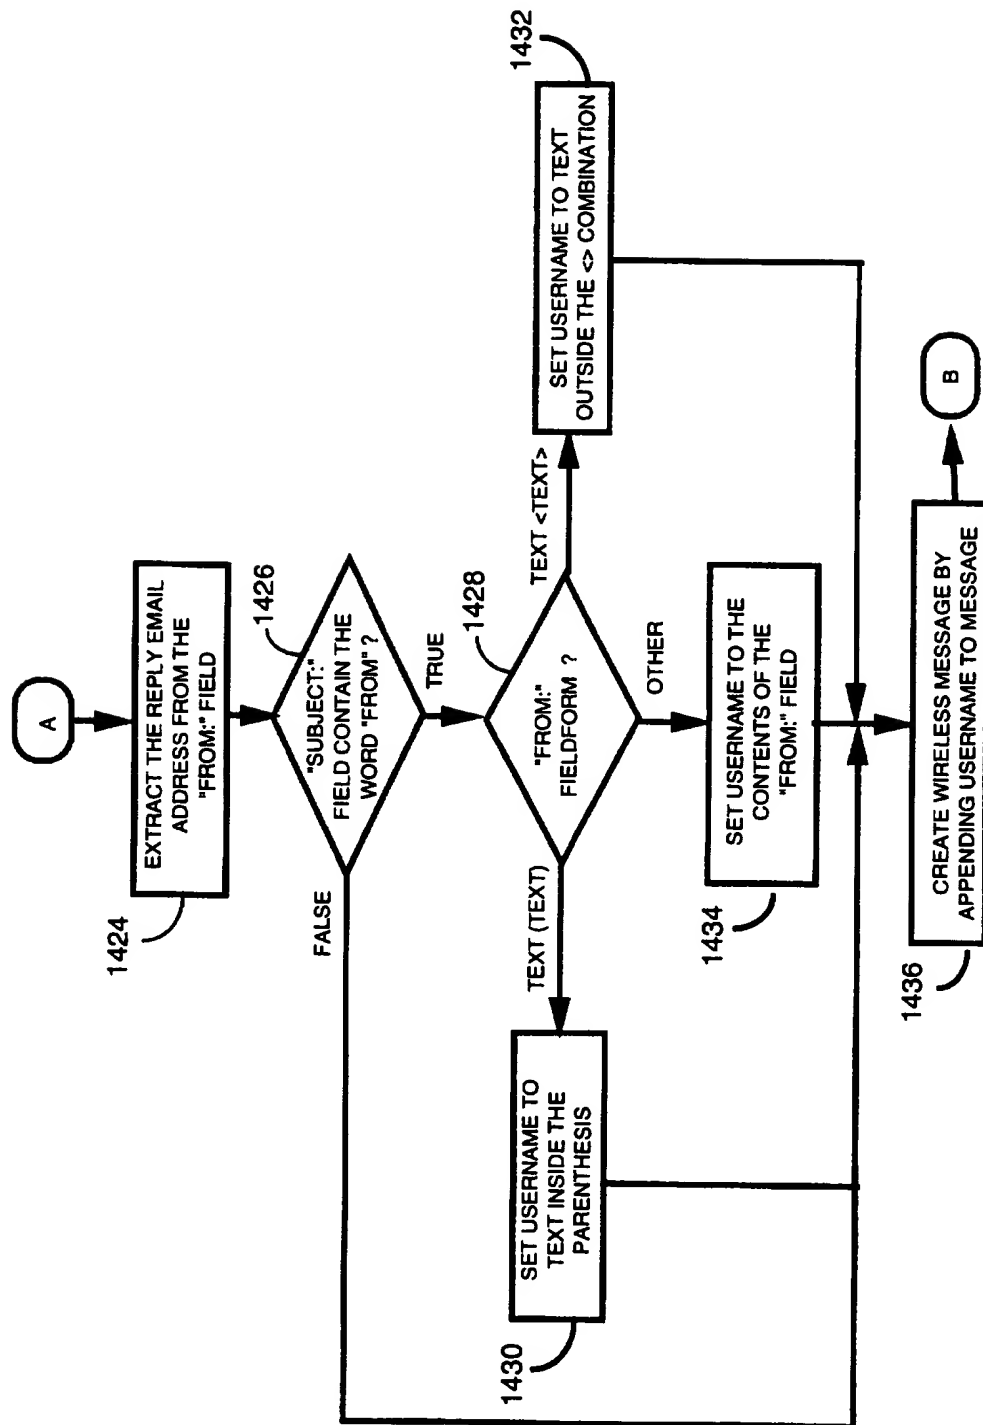 A
EXTRACT THE REPLY EMAIL
ADDRESS FROM THE
"FROM:" FIELD
1424
"SUBJECT:"
FIELD CONTAIN THE
WORD "FROM" ?
1426
FALSE
TRUE
"FROM:"
FIELDFORM ?
1428
TEXT (TEXT)
TEXT <TEXT>
OTHER
SET USERNAME TO
TEXT INSIDE THE
PARENTHESIS
1430
SET USERNAME TO THE
CONTENTS OF THE
"FROM:" FIELD
1434
SET USERNAME TO TEXT
OUTSIDE THE <> COMBINATION
1432
CREATE WIRELESS MESSAGE BY
APPENDING USERNAME TO MESSAGE
1436
B